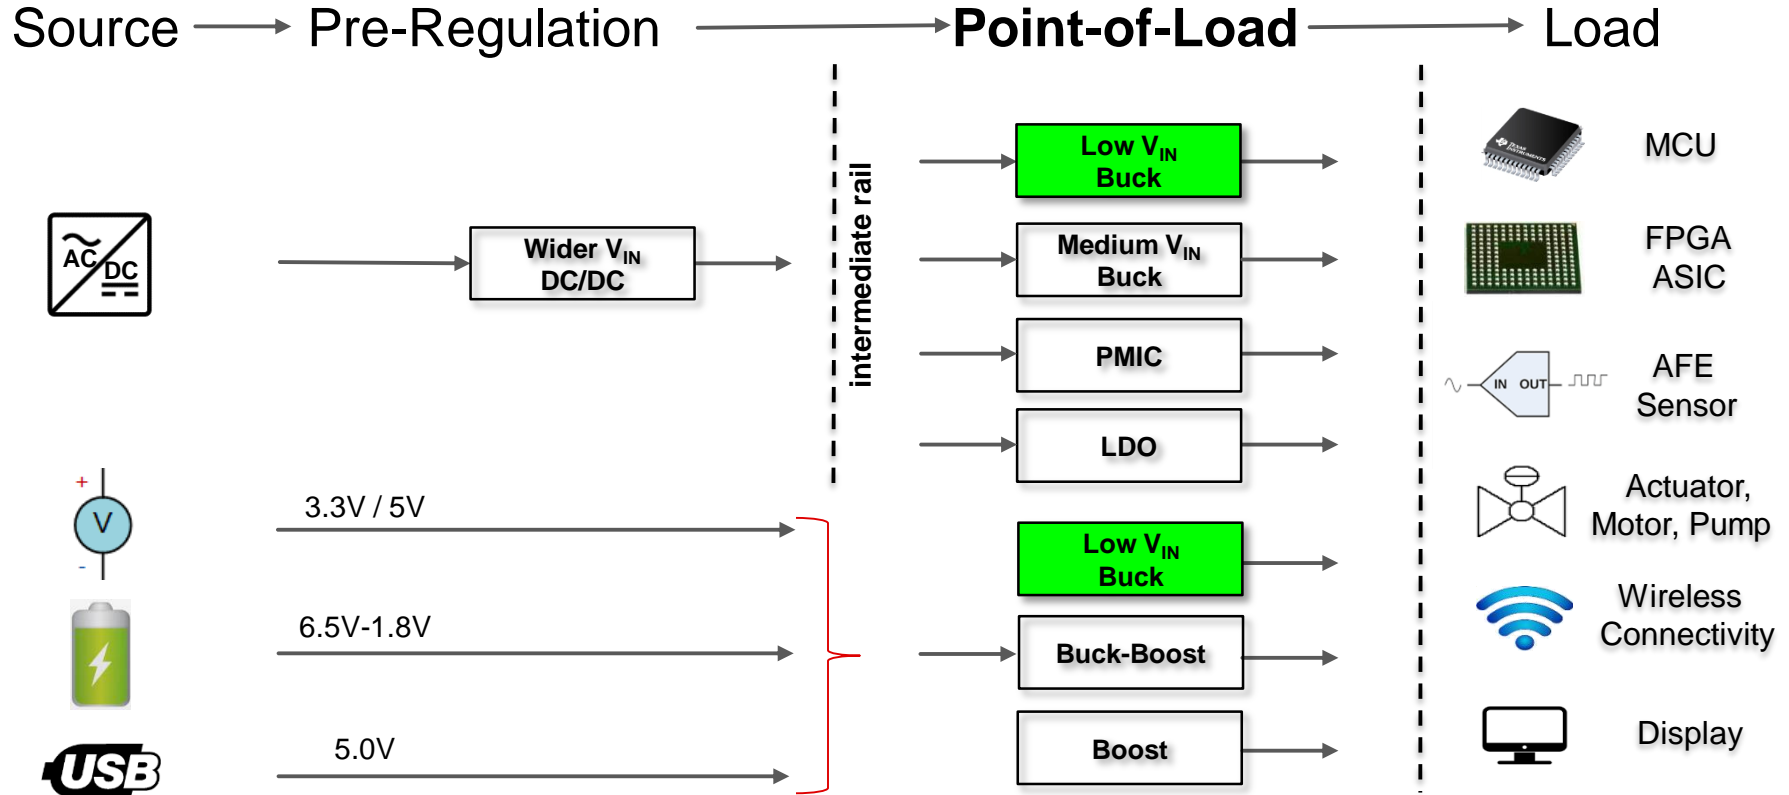 Source
Pre-Regulation
Point-of-Load
Load
intermediate rail
AC
DC
Wider VIN
DC/DC
Low VIN
Buck
Medium VIN
Buck
PMIC
LDO
TEXAS
INSTRUMENTS
MCU
FPGA
ASIC
IN OUT
AFE
Sensor
Actuator,
Motor, Pump
Wireless
Connectivity
Display
+
V
-
3.3V / 5V
6.5V-1.8V
USB
5.0V
Low VIN
Buck
Buck-Boost
Boost